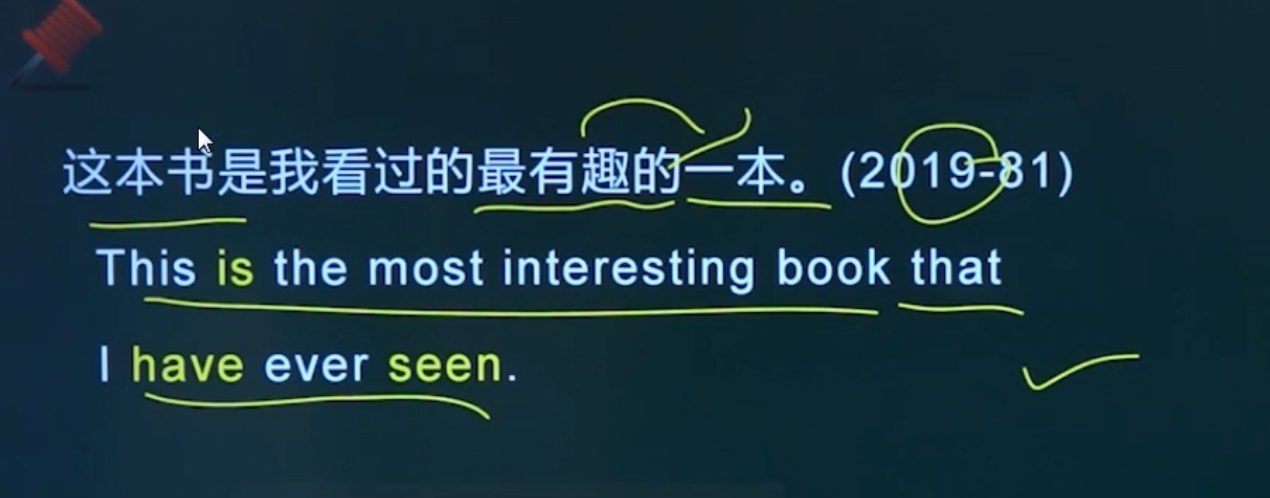 这本书是我看过的最有趣的一本。(2019-81)
This is the most interesting book that
I have ever seen.